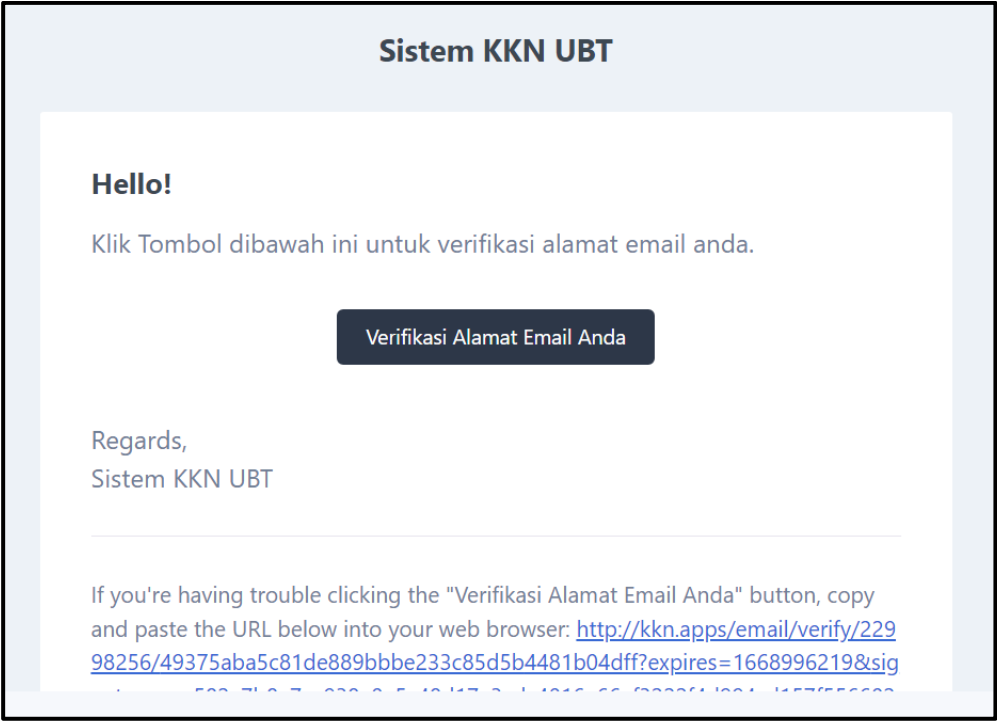 Sistem KKN UBT
Hello!
Klik Tombol dibawah ini untuk verifikasi alamat email anda.
Verifikasi Alamat Email Anda
Regards,
Sistem KKN UBT
If you're having trouble clicking the "Verifikasi Alamat Email Anda" button, copy
and paste the URL below into your web browser: http://kkn.apps/email/verify/229
98256/49375aba5c81de889bbbe233c85d5b4481b04dff?expires=1668996219&sig